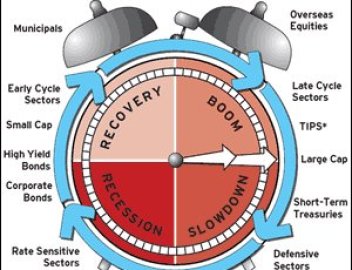 Municipals
Overseas
Equities
Early Cycle
Sectors
Late Cycle
Sectors
Small Cap
TIPS*
High Yield
Bonds
Large Cap
Corporate
Bonds
Short-Term
Treasuries
Rate Sensitive
Sectors
Defensive
Sectors
RECOVERY
BOOM
RECESSION
SLOWDOWN